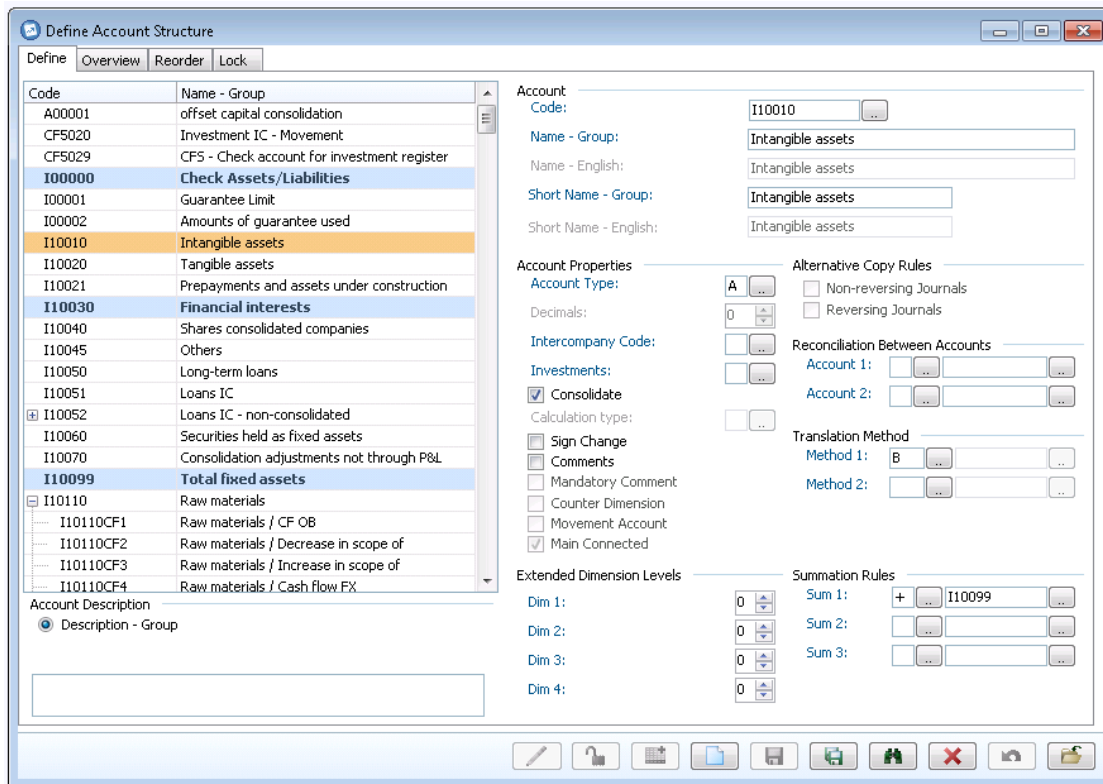 Define Account Structure
Define Overview Reorder Lock
Code Name - Group
A00001 offset capital consolidation
CF5020 Investment IC - Movement
CF5029 CFS - Check account for investment register
I00000 Check Assets/Liabilities
I00001 Guarantee Limit
I00002 Amounts of guarantee used
I10010 Intangible assets
I10020 Tangible assets
I10021 Prepayments and assets under construction
I10030 Financial interests
I10040 Shares consolidated companies
I10045 Others
I10050 Long-term loans
I10051 Loans IC
I10052 Loans IC - non-consolidated
I10060 Securities held as fixed assets
I10070 Consolidation adjustments not through P&L
I10099 Total fixed assets
I10110 Raw materials
I10110CF1 Raw materials / CF OB
I10110CF2 Raw materials / Decrease in scope of
I10110CF3 Raw materials / Increase in scope of
I10110CF4 Raw materials / Cash flow FX
Account Description
Description - Group
Account
Code: I10010 ..
Name - Group: Intangible assets
Name - English: Intangible assets
Short Name - Group: Intangible assets
Short Name - English: Intangible assets
Account Properties
Account Type: A ..
Decimals: 0
Intercompany Code: ..
Investments: ..
Consolidate
Calculation type: ..
Sign Change
Comments
Mandatory Comment
Counter Dimension
Movement Account
Main Connected
Alternative Copy Rules
Non-reversing Journals
Reversing Journals
Reconciliation Between Accounts
Account 1: .. ..
Account 2: .. ..
Translation Method
Method 1: B .. ..
Method 2: .. ..
Extended Dimension Levels
Dim 1: 0
Dim 2: 0
Dim 3: 0
Dim 4: 0
Summation Rules
Sum 1: + .. I10099 ..
Sum 2: .. ..
Sum 3: .. ..